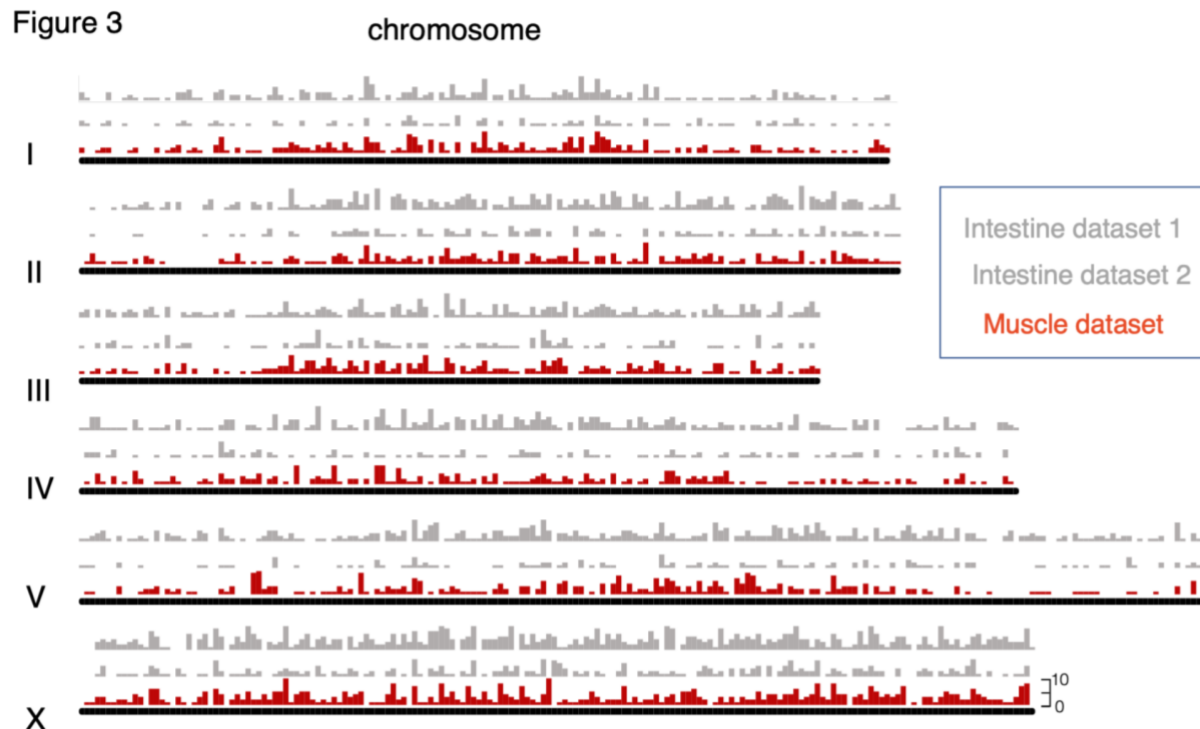 Figure 3
chromosome
I
II
Intestine dataset 1
Intestine dataset 2
Muscle dataset
III
IV
V
X
10
0